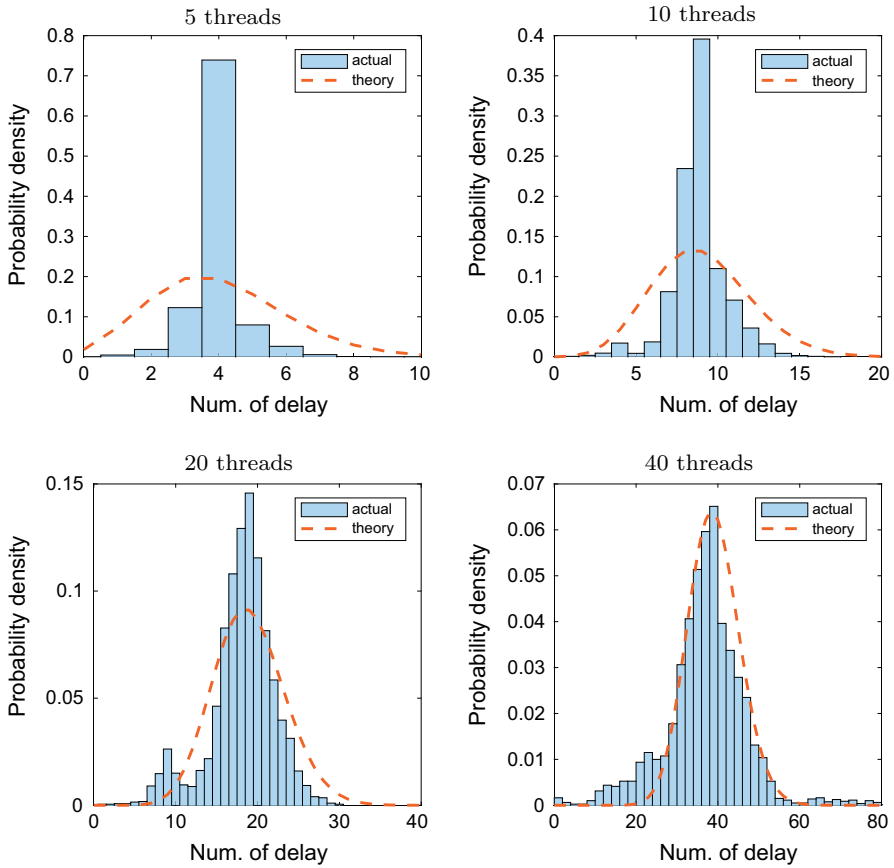 5 threads
0.8
0.7
0.6
0.5
0.4
0.3
0.2
0.1
0
Probability density
actual
theory
0 2 4 6 8 10
Num. of delay
10 threads
0.4
0.35
0.3
0.25
0.2
0.15
0.1
0.05
0
Probability density
actual
theory
0 5 10 15 20
Num. of delay
20 threads
0.15
0.1
0.05
0
Probability density
actual
theory
0 10 20 30 40
Num. of delay
40 threads
0.07
0.06
0.05
0.04
0.03
0.02
0.01
0
Probability density
actual
theory
0 20 40 60 80
Num. of delay